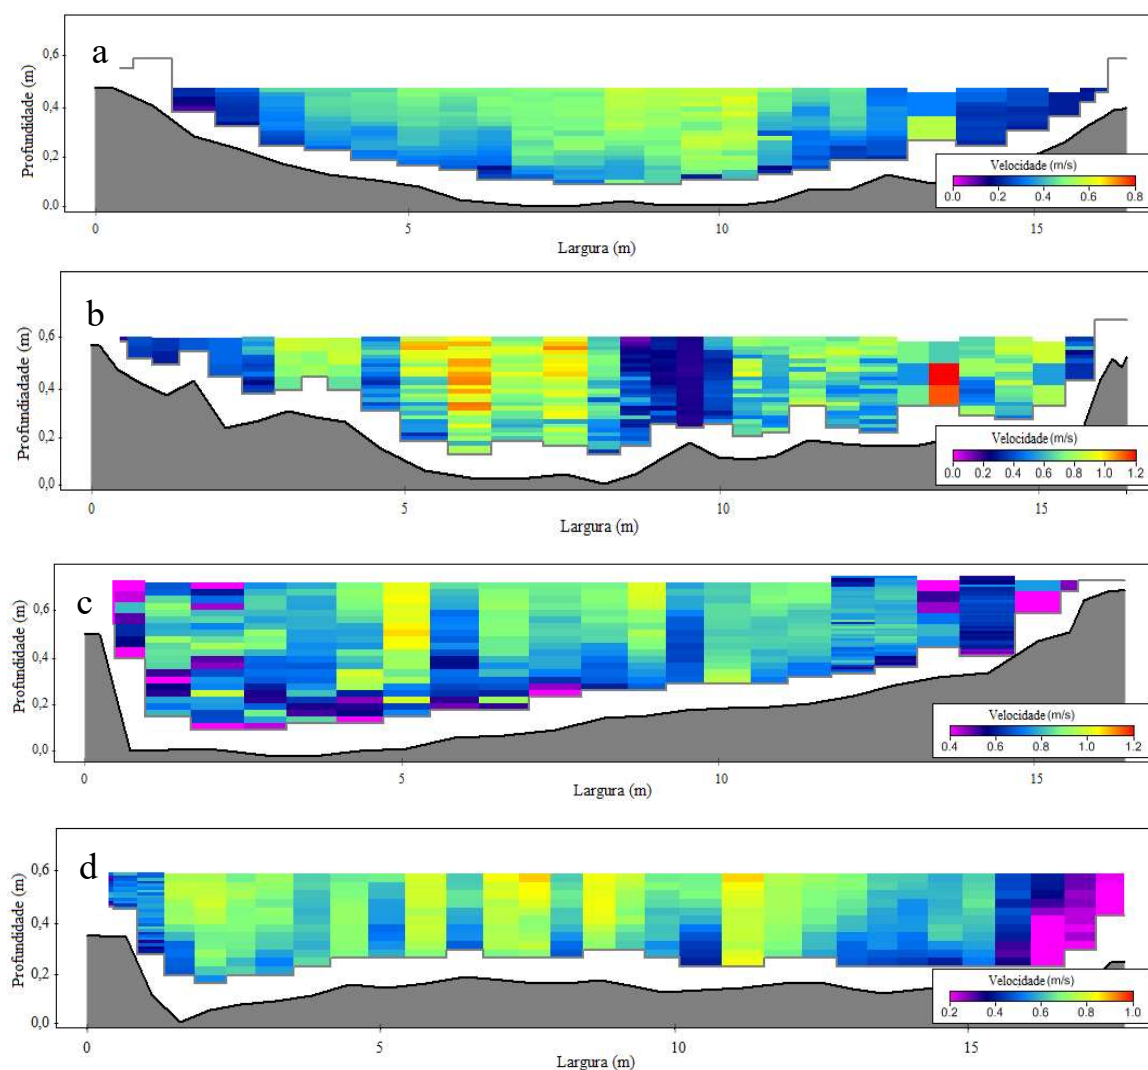 a
Profundidade (m)
0,6
0,4
0,2
0,0
Velocidade (m/s)
0.0 0.2 0.4 0.6 0.8
0 5 10 15
Largura (m)
b
Profundiade (m)
0,6
0,4
0,2
0,0
Velocidade (m/s)
0.0 0.2 0.4 0.6 0.8 1.0 1.2
0 5 10 15
Largura (m)
c
Profundidade (m)
0,6
0,4
0,2
0,0
Velocidade (m/s)
0.4 0.6 0.8 1.0 1.2
0 5 10 15
Largura (m)
d
Profundidade (m)
0,6
0,4
0,2
0,0
Velocidade (m/s)
0.2 0.4 0.6 0.8 1.0
0 5 10 15
Largura (m)